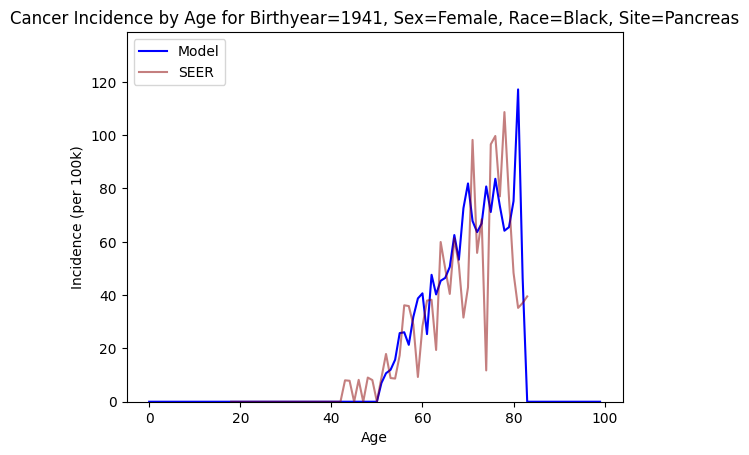 Cancer Incidence by Age for Birthyear=1941, Sex=Female, Race=Black, Site=Pancreas
Model
SEER
Incidence (per 100k)
120
100
80
60
40
20
0
0 20 40 60 80 100
Age